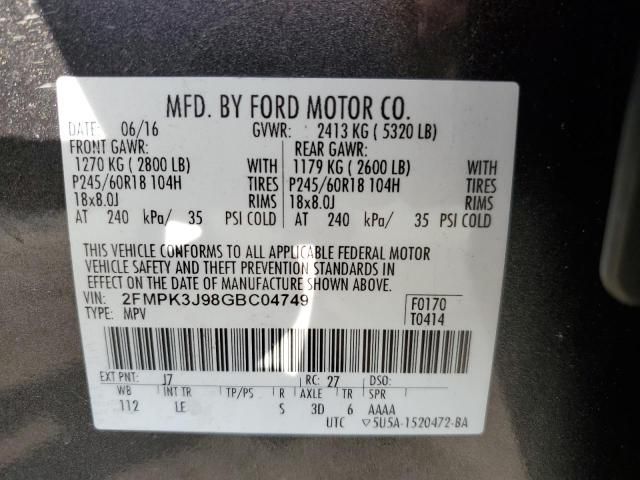 MFD. BY FORD MOTOR CO.
DATE: 06/16 GVWR: 2413 KG ( 5320 LB)
FRONT GAWR: REAR GAWR:
1270 KG ( 2800 LB) WITH 1179 KG ( 2600 LB) WITH
P245/60R18 104H TIRES P245/60R18 104H TIRES
18x8.0J RIMS 18x8.0J RIMS
AT 240 kPa/ 35 PSI COLD AT 240 kPa/ 35 PSI COLD
THIS VEHICLE CONFORMS TO ALL APPLICABLE FEDERAL MOTOR
VEHICLE SAFETY AND THEFT PREVENTION STANDARDS IN
EFFECT ON THE DATE OF MANUFACTURE SHOWN ABOVE.
VIN: 2FMPK3J98GBC04749 F0170
TYPE: MPV T0414
EXT PNT: J7 RC: 27 DSO:
WB INT TR TP/PS R AXLE TR SPR
112 LE S 3D 6 AAAA
UTC ▽5U5A-1520472-BA